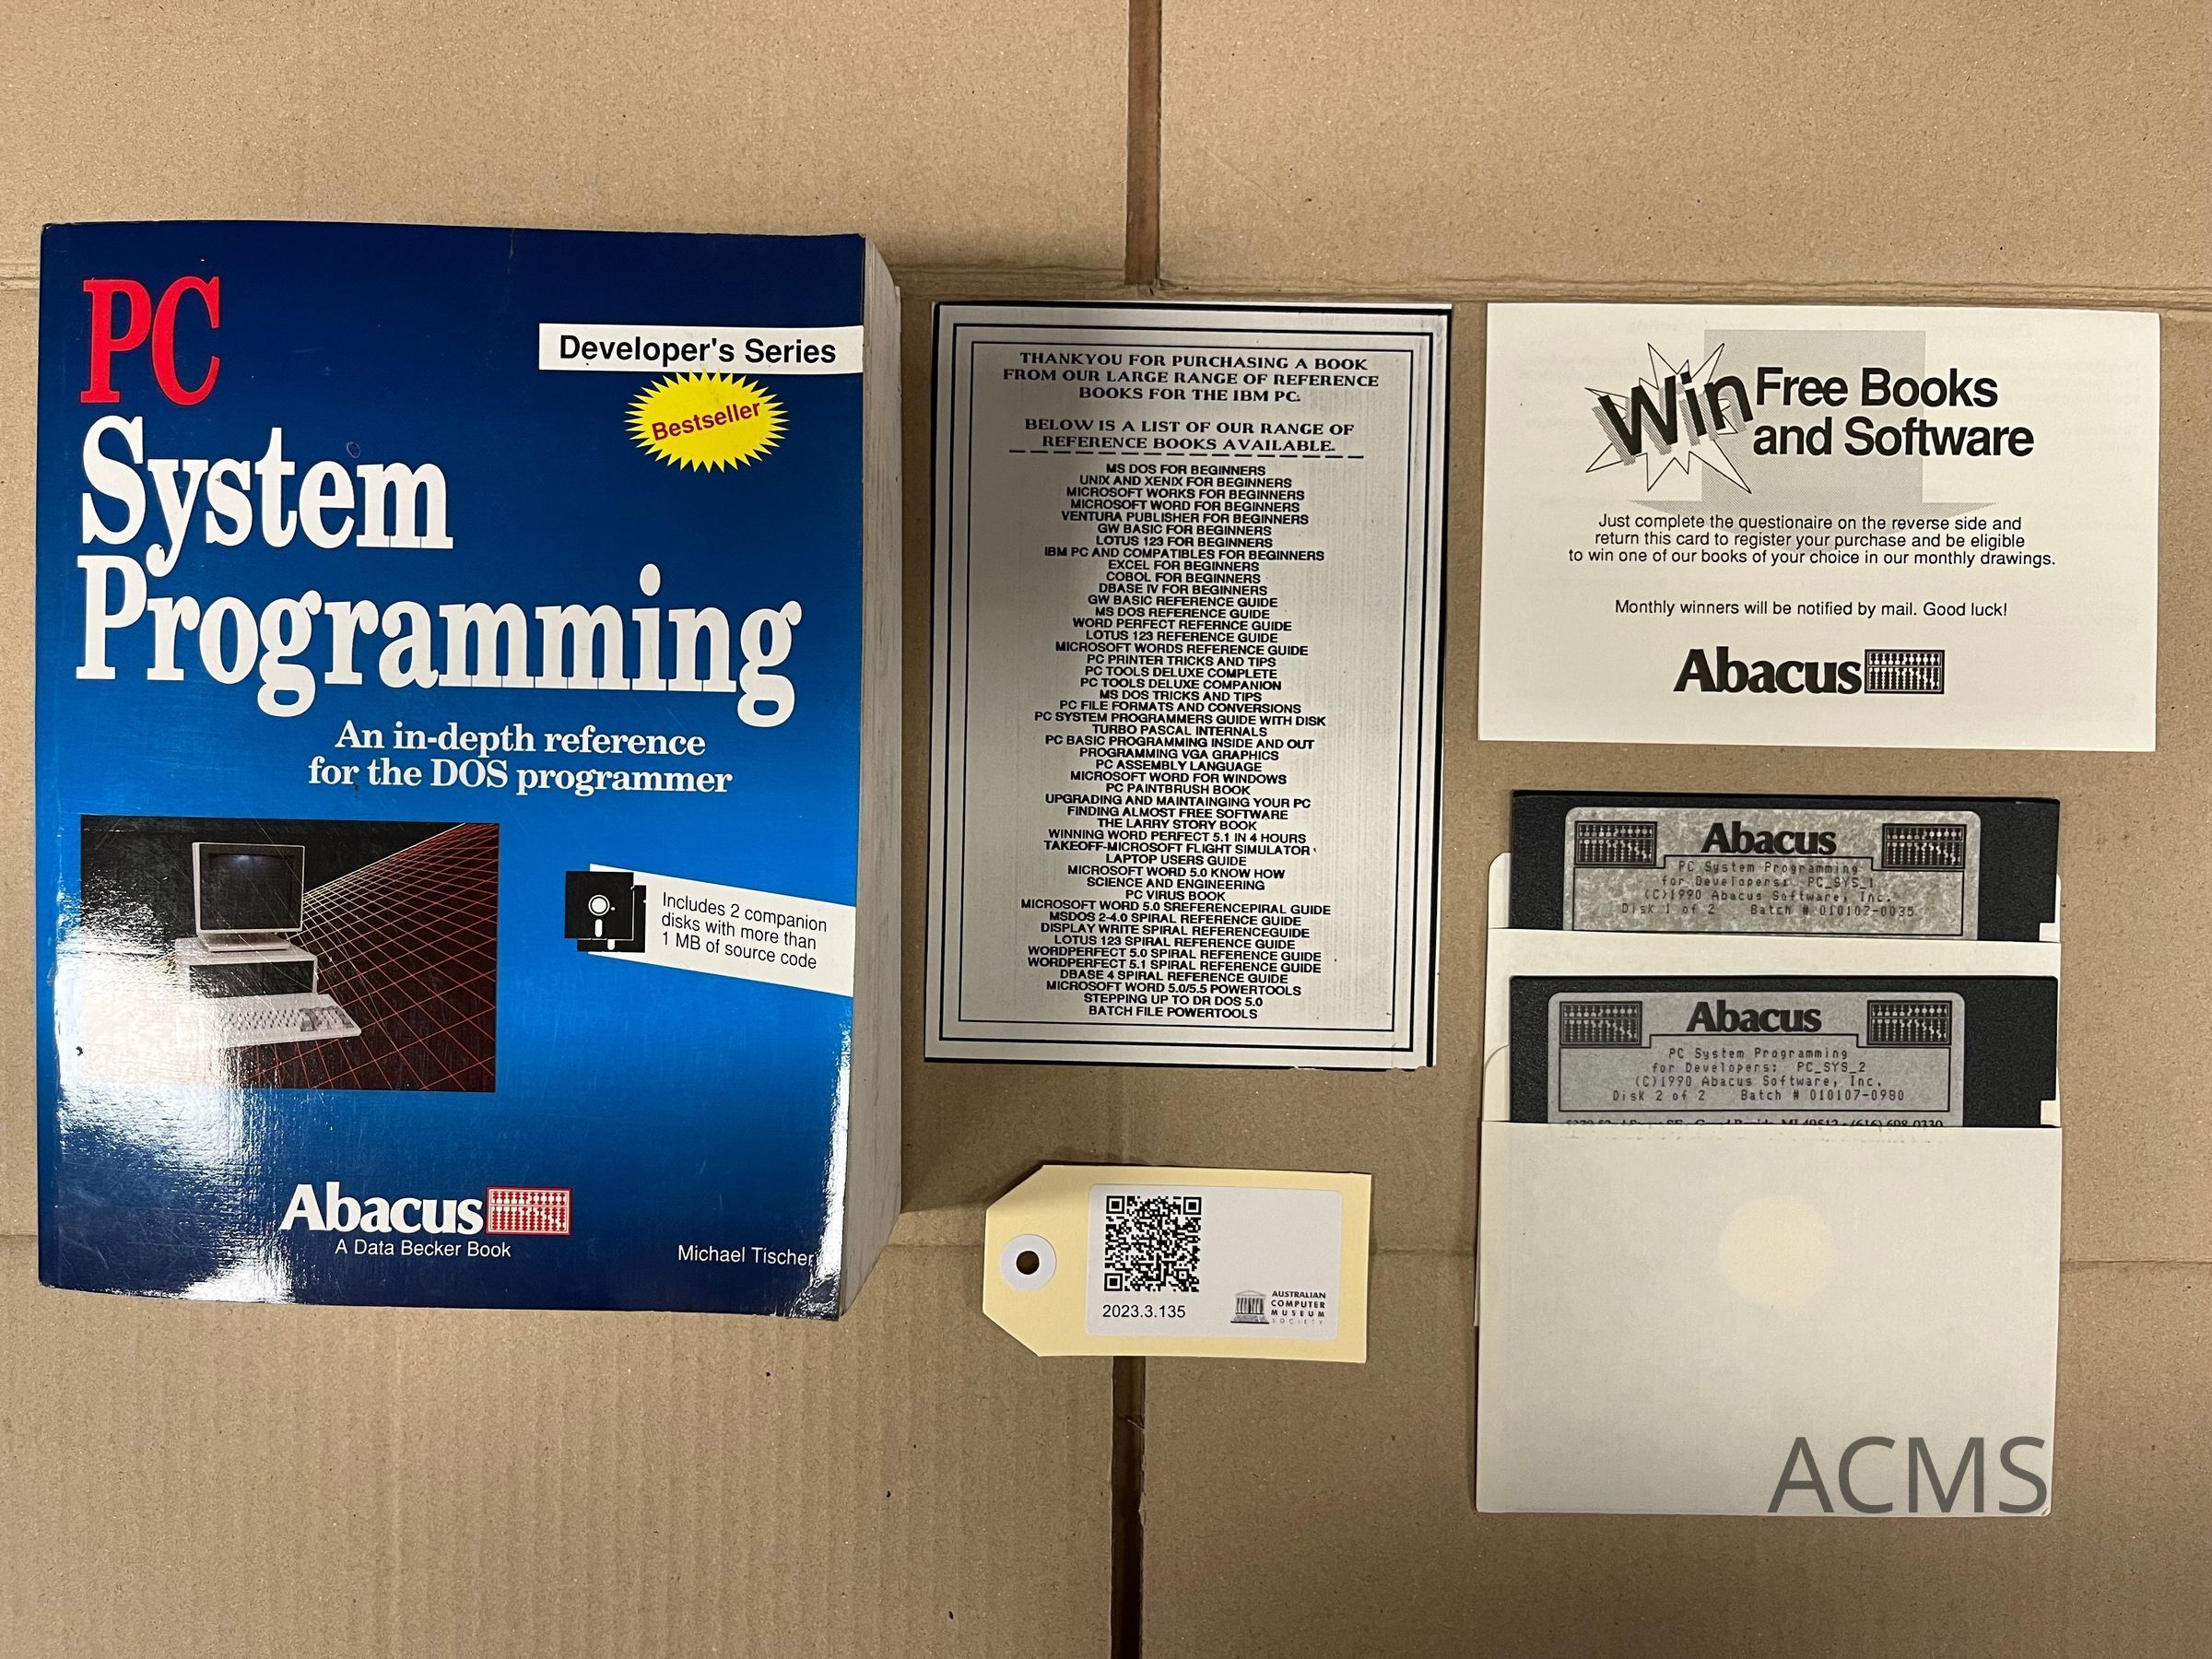 PC
System
Programming
Developer's Series
Bestseller
An in-depth reference
for the DOS programmer
Includes 2 companion
disks with more than
1 MB of source code
Abacus
A Data Becker Book
Michael Tischer
THANKYOU FOR PURCHASING A BOOK
FROM OUR LARGE RANGE OF REFERENCE
BOOKS FOR THE IBM PC.
BELOW IS A LIST OF OUR RANGE OF
REFERENCE BOOKS AVAILABLE.
MS DOS FOR BEGINNERS
UNIX AND XENIX FOR BEGINNERS
MICROSOFT WORKS FOR BEGINNERS
MICROSOFT WORD FOR BEGINNERS
VENTURA PUBLISHER FOR BEGINNERS
GW BASIC FOR BEGINNERS
LOTUS 123 FOR BEGINNERS
IBM PC AND COMPATIBLES FOR BEGINNERS
EXCEL FOR BEGINNERS
COBOL FOR BEGINNERS
DBASE IV FOR BEGINNERS
GW BASIC REFERENCE GUIDE
MS DOS REFERENCE GUIDE
WORD PERFECT REFERNCE GUIDE
LOTUS 123 REFERENCE GUIDE
MICROSOFT WORDS REFERENCE GUIDE
PC PRINTER TRICKS AND TIPS
PC TOOLS DELUXE COMPLETE
PC TOOLS DELUXE COMPANION
MS DOS TRICKS AND TIPS
PC FILE FORMATS AND CONVERSIONS
PC SYSTEM PROGRAMMERS GUIDE WITH DISK
TURBO PASCAL INTERNALS
PC BASIC PROGRAMMING INSIDE AND OUT
PROGRAMMING VGA GRAPHICS
PC ASSEMBLY LANGUAGE
MICROSOFT WORD FOR WINDOWS
PC PAINTBRUSH BOOK
UPGRADING AND MAINTAINGING YOUR PC
FINDING ALMOST FREE SOFTWARE
THE LARRY STORY BOOK
WINNING WORD PERFECT 5.1 IN 4 HOURS
TAKEOFF-MICROSOFT FLIGHT SIMULATOR
LAPTOP USERS GUIDE
MICROSOFT WORD 5.0 KNOW HOW
SCIENCE AND ENGINEERING
PC VIRUS BOOK
MICROSOFT WORD 5.0 SREFERENCEPIRAL GUIDE
MSDOS 2-4.0 SPIRAL REFERENCE GUIDE
DISPLAY WRITE SPIRAL REFERENCEGUIDE
LOTUS 123 SPIRAL REFERENCE GUIDE
WORDPERFECT 5.0 SPIRAL REFERENCE GUIDE
WORDPERFECT 5.1 SPIRAL REFERENCE GUIDE
DBASE 4 SPIRAL REFERENCE GUIDE
MICROSOFT WORD 5.0/5.5 POWERTOOLS
STEPPING UP TO DR DOS 5.0
BATCH FILE POWERTOOLS
2023.3.135
AUSTRALIAN
COMPUTER
MUSEUM
SOCIETY
Win Free Books
and Software
Just complete the questionaire on the reverse side and
return this card to register your purchase and be eligible
to win one of our books of your choice in our monthly drawings.
Monthly winners will be notified by mail. Good luck!
Abacus
Abacus
PC System Programming
for Developers: PC_SYS_1
(C)1990 Abacus Software, Inc.
Disk 1 of 2 Batch # 010107-0035
Abacus
PC System Programming
for Developers: PC_SYS_2
(C)1990 Abacus Software, Inc.
Disk 2 of 2 Batch # 010107-0980
ACMS